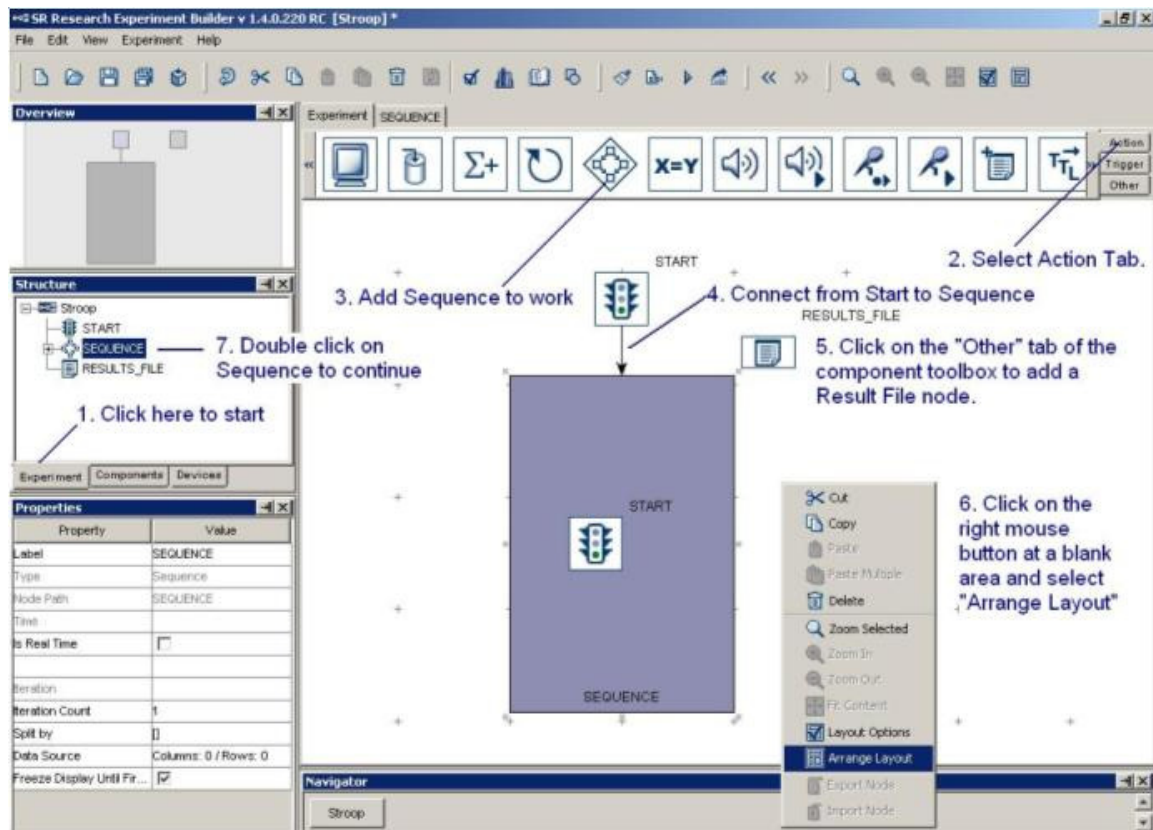 SR Research Experiment Builder v 1.4.0.220 RC [Stroop] *
File Edit View Experiment Help
Overview
Experiment SEQUENCE
Σ+
X=Y
TTL
Action
Trigger
Other
2. Select Action Tab.
3. Add Sequence to work
START
4. Connect from Start to Sequence
RESULTS_FILE
5. Click on the "Other" tab of the
component toolbox to add a
Result File node.
Structure
Stroop
START
SEQUENCE
RESULTS_FILE
7. Double click on
Sequence to continue
1. Click here to start
Experiment Components Devices
START
SEQUENCE
Cut
Copy
Paste
Paste Multiple
Delete
Zoom Selected
Zoom In
Zoom Out
Fit Content
Layout Options
Arrange Layout
Export Node
Import Node
6. Click on the
right mouse
button at a blank
area and select
"Arrange Layout"
Properties
Property Value
Label SEQUENCE
Type Sequence
Node Path SEQUENCE
Time
Is Real Time
Iteration
Iteration Count 1
Split by []
Data Source Columns: 0 / Rows: 0
Freeze Display Until Fir...
Navigator
Stroop